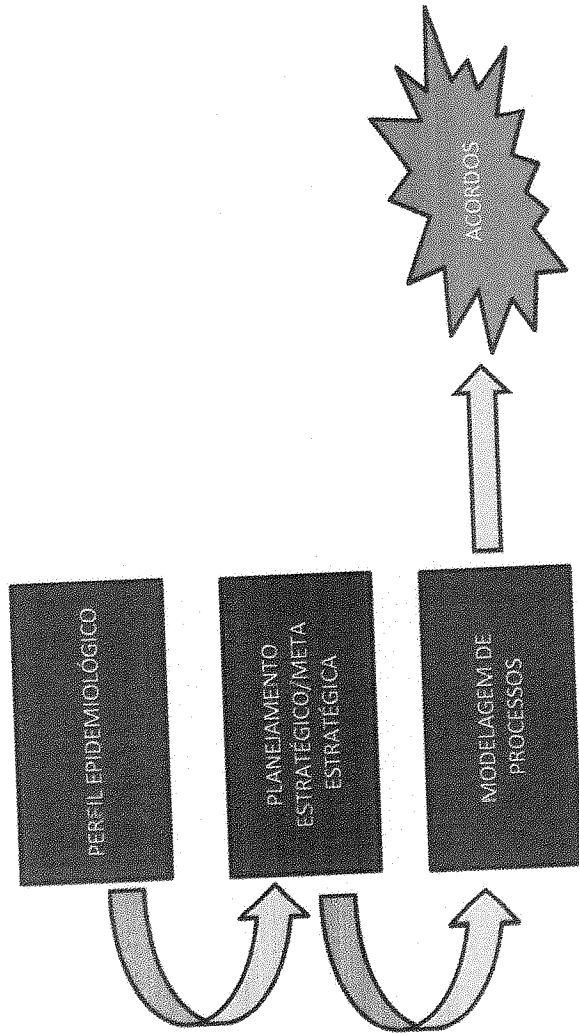 PERFIL EPIDEMIOLÓGICO
PLANEJAMENTO
ESTRATÉGICO/META
ESTRATÉGICA
MODELAGEM DE
PROCESSOS
ACORDOS